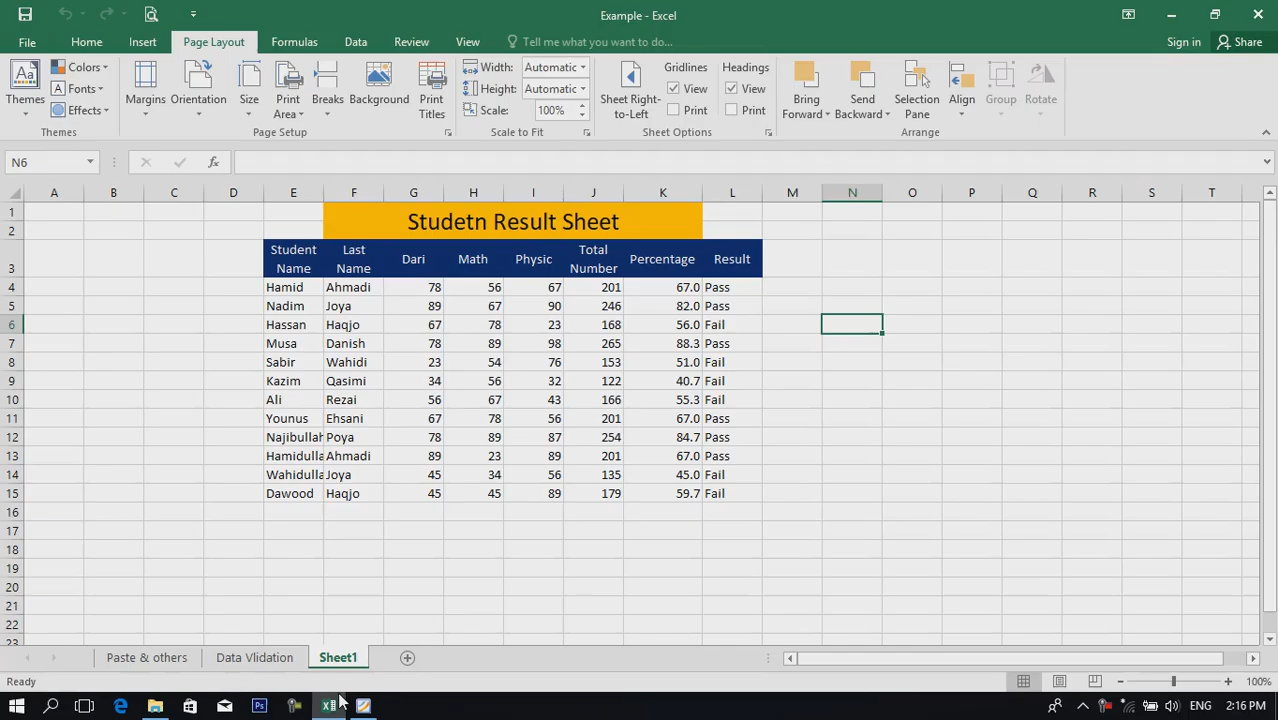 Example - Excel
File Home Insert Page Layout Formulas Data Review View Tell me what you want to do... Sign in Share
Colors Width: Automatic Gridlines Headings
Aa Fonts Height: Automatic View View
Themes Effects Margins Orientation Size Print Area Breaks Background Print Titles Scale: 100% Sheet Right-to-Left Print Print Bring Forward Send Backward Selection Pane Align Group Rotate
Themes Page Setup Scale to Fit Sheet Options Arrange
N6 fx
A B C D E F G H I J K L M N O P Q R S T
1
2 Studetn Result Sheet
3 Student Name Last Name Dari Math Physic Total Number Percentage Result
4 Hamid Ahmadi 78 56 67 201 67.0 Pass
5 Nadim Joya 89 67 90 246 82.0 Pass
6 Hassan Haqjo 67 78 23 168 56.0 Fail
7 Musa Danish 78 89 98 265 88.3 Pass
8 Sabir Wahidi 23 54 76 153 51.0 Fail
9 Kazim Qasimi 34 56 32 122 40.7 Fail
10 Ali Rezai 56 67 43 166 55.3 Fail
11 Younus Ehsani 67 78 56 201 67.0 Pass
12 Najibullah Poya 78 89 87 254 84.7 Pass
13 Hamidulla Ahmadi 89 23 89 201 67.0 Pass
14 Wahidulla Joya 45 34 56 135 45.0 Fail
15 Dawood Haqjo 45 45 89 179 59.7 Fail
16
17
18
19
20
21
22
23
Paste & others Data Vlidation Sheet1
Ready 100%
Ps ENG 2:16 PM